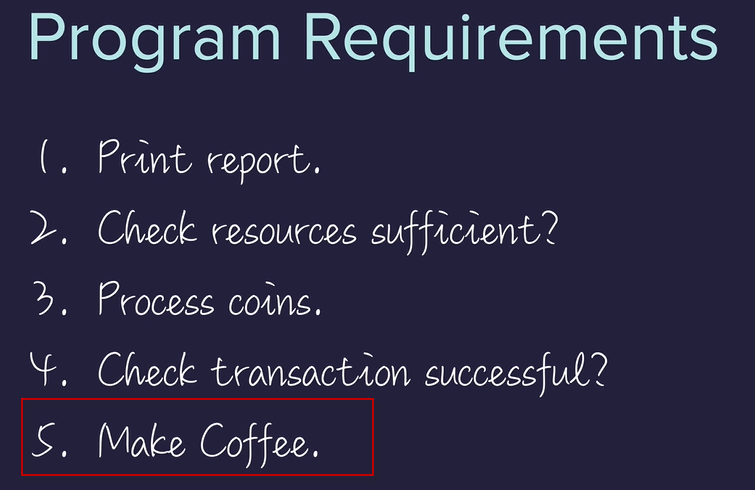 Program Requirements
1. Print report.
2. Check resources sufficient?
3. Process coins.
4. Check transaction successful?
5. Make Coffee.